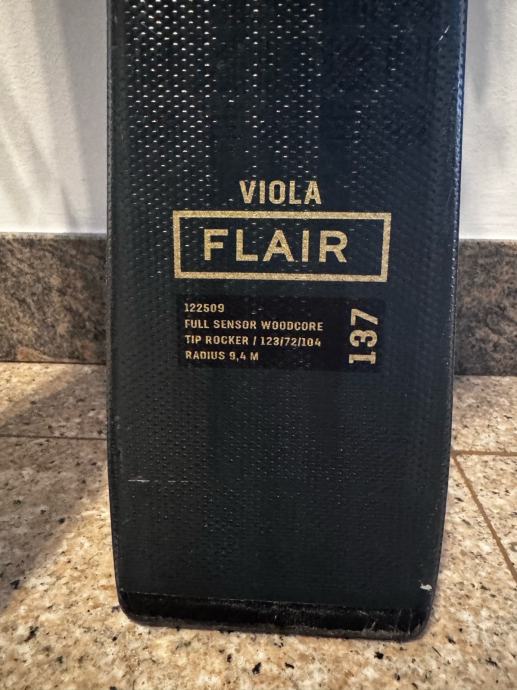 VIOLA
FLAIR
122509
FULL SENSOR WOODCORE
TIP ROCKER / 123/72/104
RADIUS 9,4 M
137